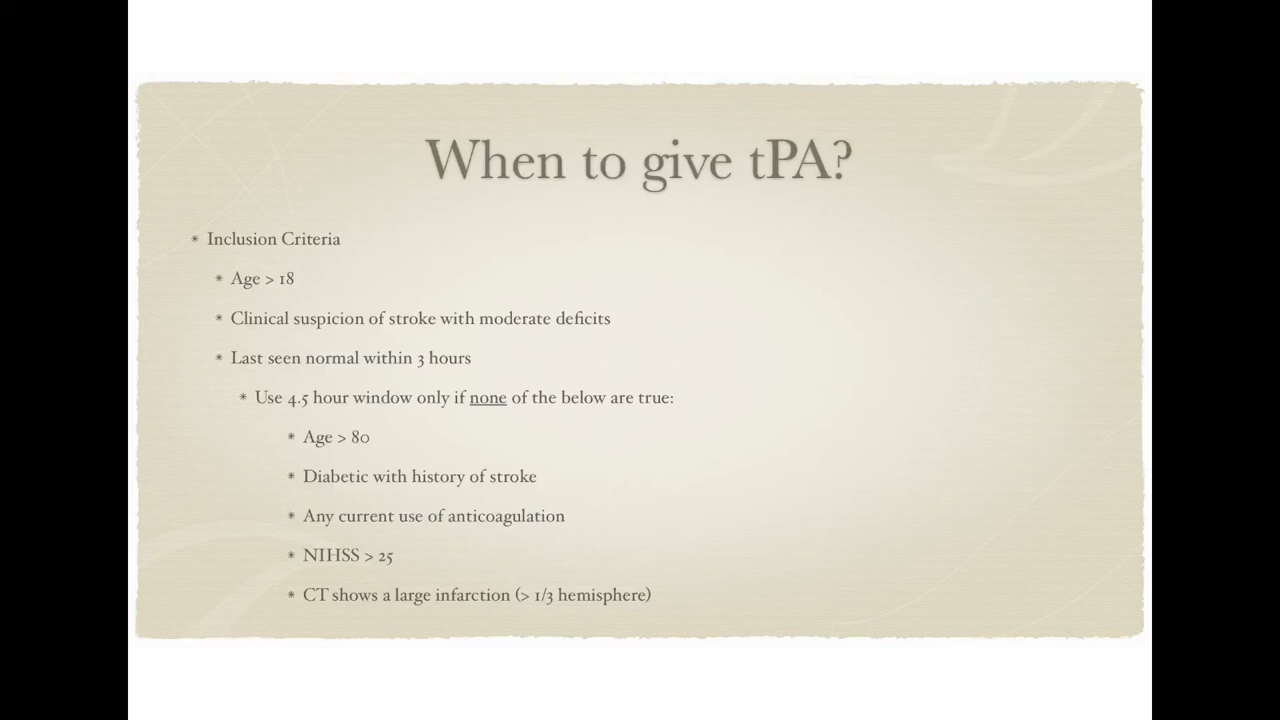 When to give tPA?
* Inclusion Criteria
* Age > 18
* Clinical suspicion of stroke with moderate deficits
* Last seen normal within 3 hours
* Use 4.5 hour window only if none of the below are true:
* Age > 80
* Diabetic with history of stroke
* Any current use of anticoagulation
* NIHSS > 25
* CT shows a large infarction (> 1/3 hemisphere)